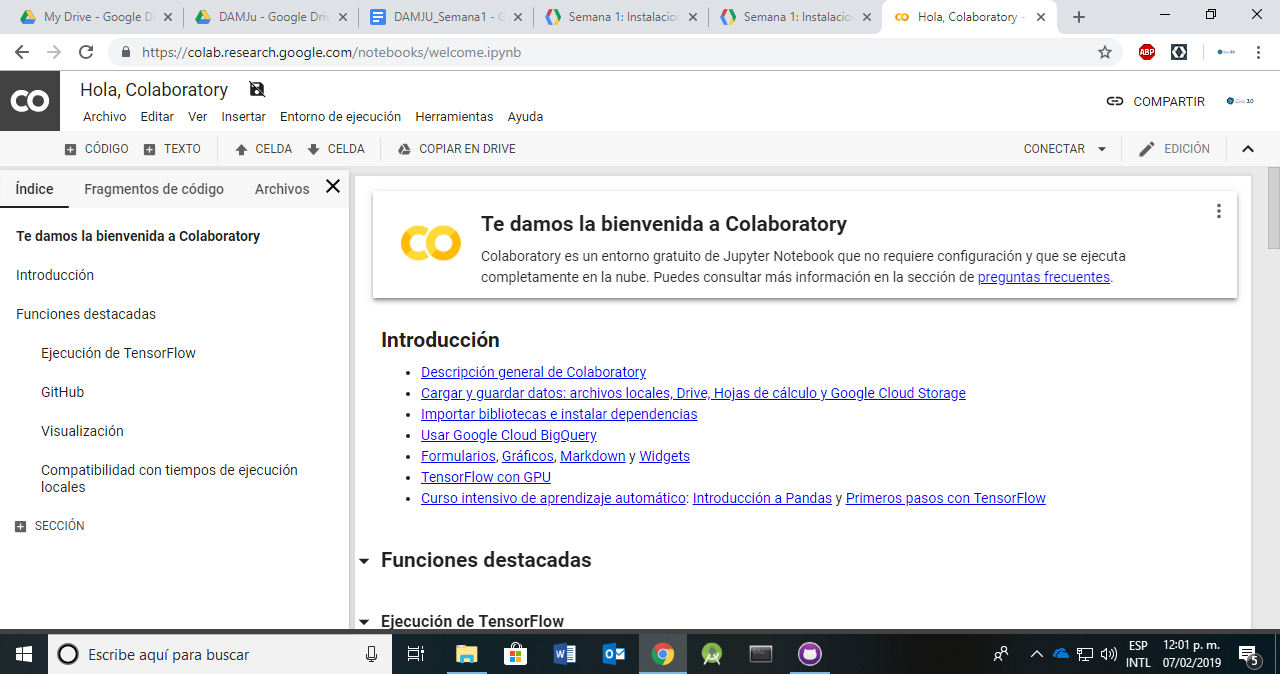 My Drive - Google D
DAMJu - Google Driv
DAMJU_Semana1 - G
Semana 1: Instalacio
Semana 1: Instalacio
Hola, Colaboratory -
https://colab.research.google.com/notebooks/welcome.ipynb
ABP
CO
Hola, Colaboratory
Archivo Editar Ver Insertar Entorno de ejecución Herramientas Ayuda
COMPARTIR
CÓDIGO TEXTO CELDA CELDA COPIAR EN DRIVE
CONECTAR EDICIÓN
Índice Fragmentos de código Archivos
Te damos la bienvenida a Colaboratory
Introducción
Funciones destacadas
Ejecución de TensorFlow
GitHub
Visualización
Compatibilidad con tiempos de ejecución
locales
SECCIÓN
Te damos la bienvenida a Colaboratory
Colaboratory es un entorno gratuito de Jupyter Notebook que no requiere configuración y que se ejecuta
completamente en la nube. Puedes consultar más información en la sección de preguntas frecuentes.
Introducción
• Descripción general de Colaboratory
• Cargar y guardar datos: archivos locales, Drive, Hojas de cálculo y Google Cloud Storage
• Importar bibliotecas e instalar dependencias
• Usar Google Cloud BigQuery
• Formularios, Gráficos, Markdown y Widgets
• TensorFlow con GPU
• Curso intensivo de aprendizaje automático: Introducción a Pandas y Primeros pasos con TensorFlow
Funciones destacadas
Ejecución de TensorFlow
Escribe aquí para buscar
ESP
INTL
12:01 p. m.
07/02/2019
5